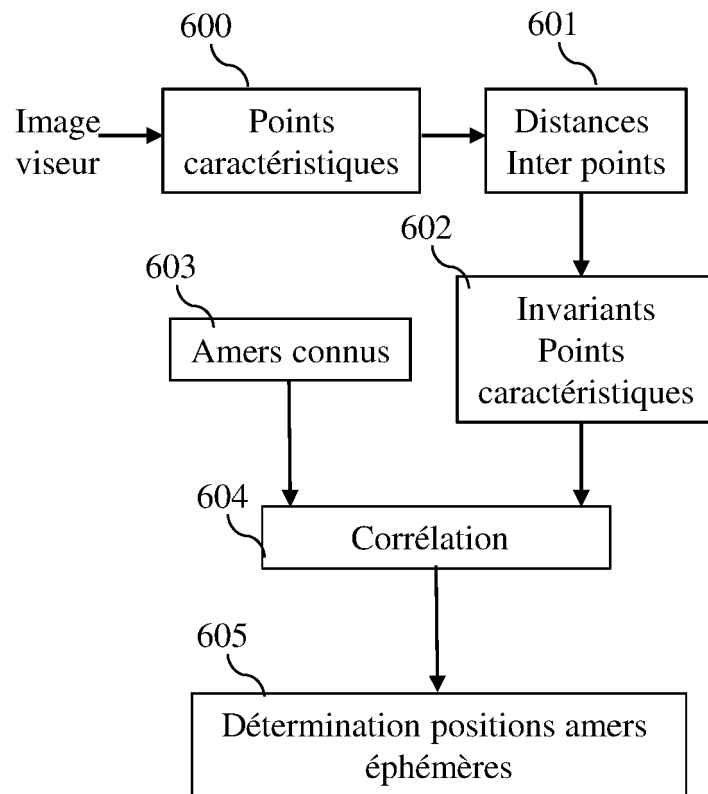 600
601
Image
viseur
Points
caractéristiques
Distances
Inter points
602
603
Invariants
Points
caractéristiques
Amers connus
604
Corrélation
605
Détermination positions amers
éphémères